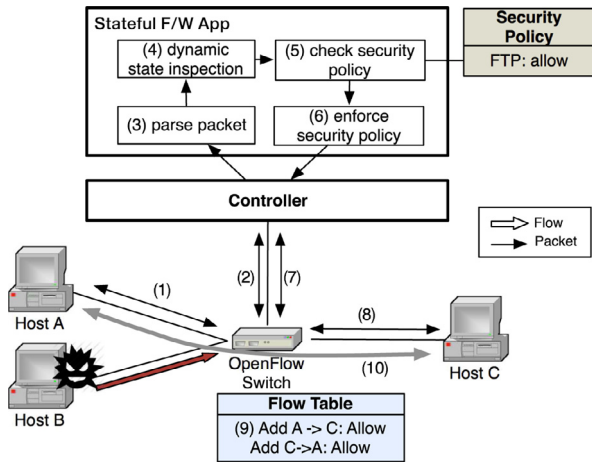 Stateful F/W App
(4) dynamic
state inspection
(5) check security
policy
(3) parse packet
(6) enforce
security policy
Security
Policy
FTP: allow
Controller
Flow
Packet
(1)
(2)
(7)
(8)
(10)
Host A
Host B
OpenFlow
Switch
Host C
Flow Table
(9) Add A -> C: Allow
Add C->A: Allow